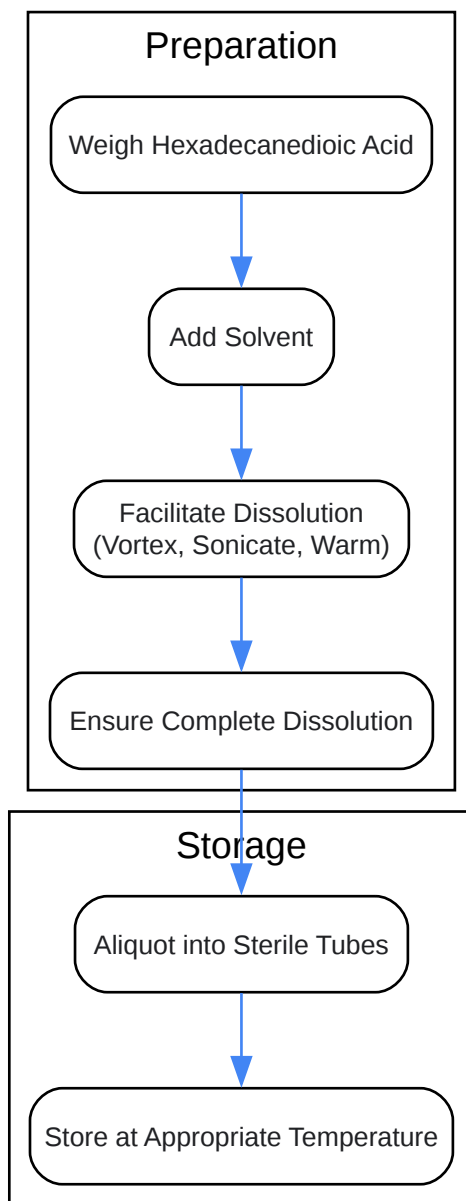 Preparation
Weigh Hexadecanedioic Acid
Add Solvent
Facilitate Dissolution
(Vortex, Sonicate, Warm)
Ensure Complete Dissolution
Storage
Aliquot into Sterile Tubes
Store at Appropriate Temperature